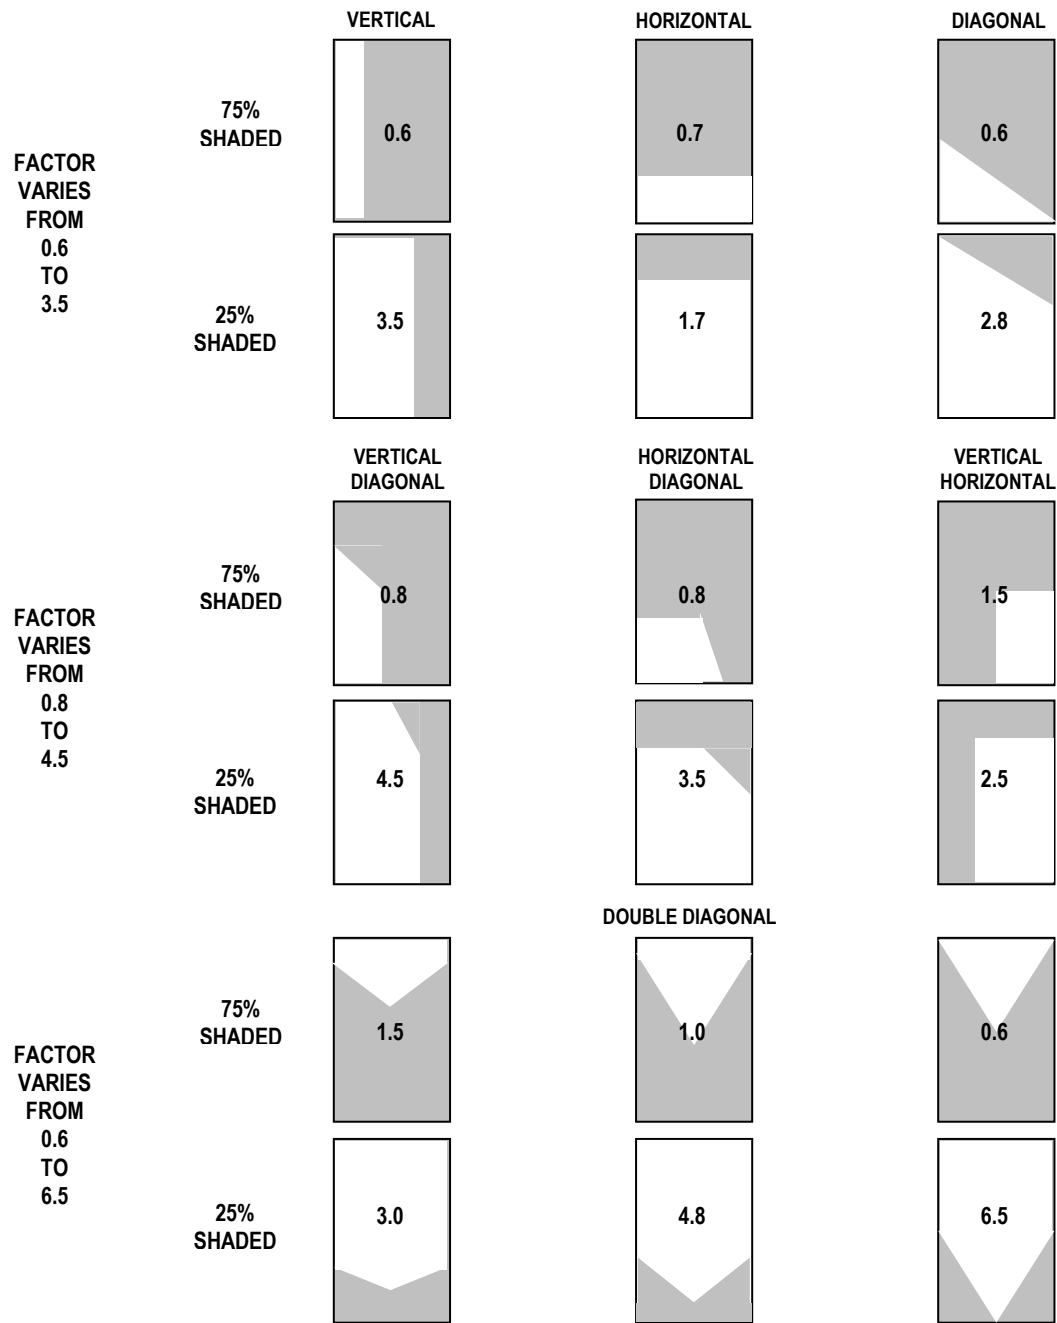 VERTICAL
HORIZONTAL
DIAGONAL
FACTOR
VARIES
FROM
0.6
TO
3.5
75%
SHADED
0.6
0.7
0.6
25%
SHADED
3.5
1.7
2.8
VERTICAL
DIAGONAL
HORIZONTAL
DIAGONAL
VERTICAL
HORIZONTAL
FACTOR
VARIES
FROM
0.8
TO
4.5
75%
SHADED
0.8
0.8
1.5
25%
SHADED
4.5
3.5
2.5
DOUBLE DIAGONAL
FACTOR
VARIES
FROM
0.6
TO
6.5
75%
SHADED
1.5
1.0
0.6
25%
SHADED
3.0
4.8
6.5